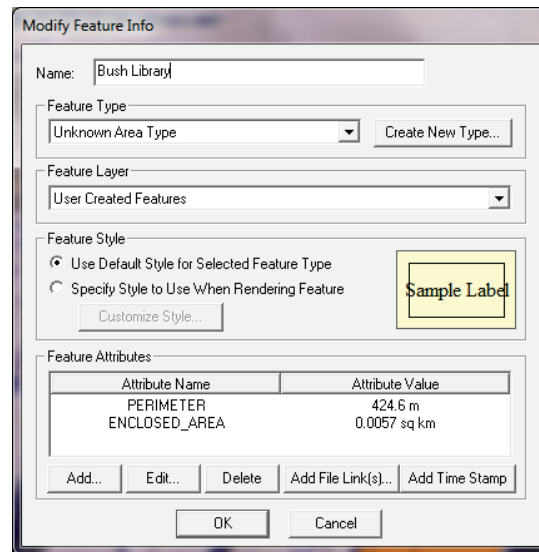 Modify Feature Info
Name: Bush Library
Feature Type
Unknown Area Type Create New Type...
Feature Layer
User Created Features
Feature Style
Use Default Style for Selected Feature Type
Specify Style to Use When Rendering Feature
Sample Label
Customize Style...
Feature Attributes
Attribute Name Attribute Value
PERIMETER 424.6 m
ENCLOSED_AREA 0.0057 sq km
Add... Edit... Delete Add File Link(s)... Add Time Stamp
OK Cancel